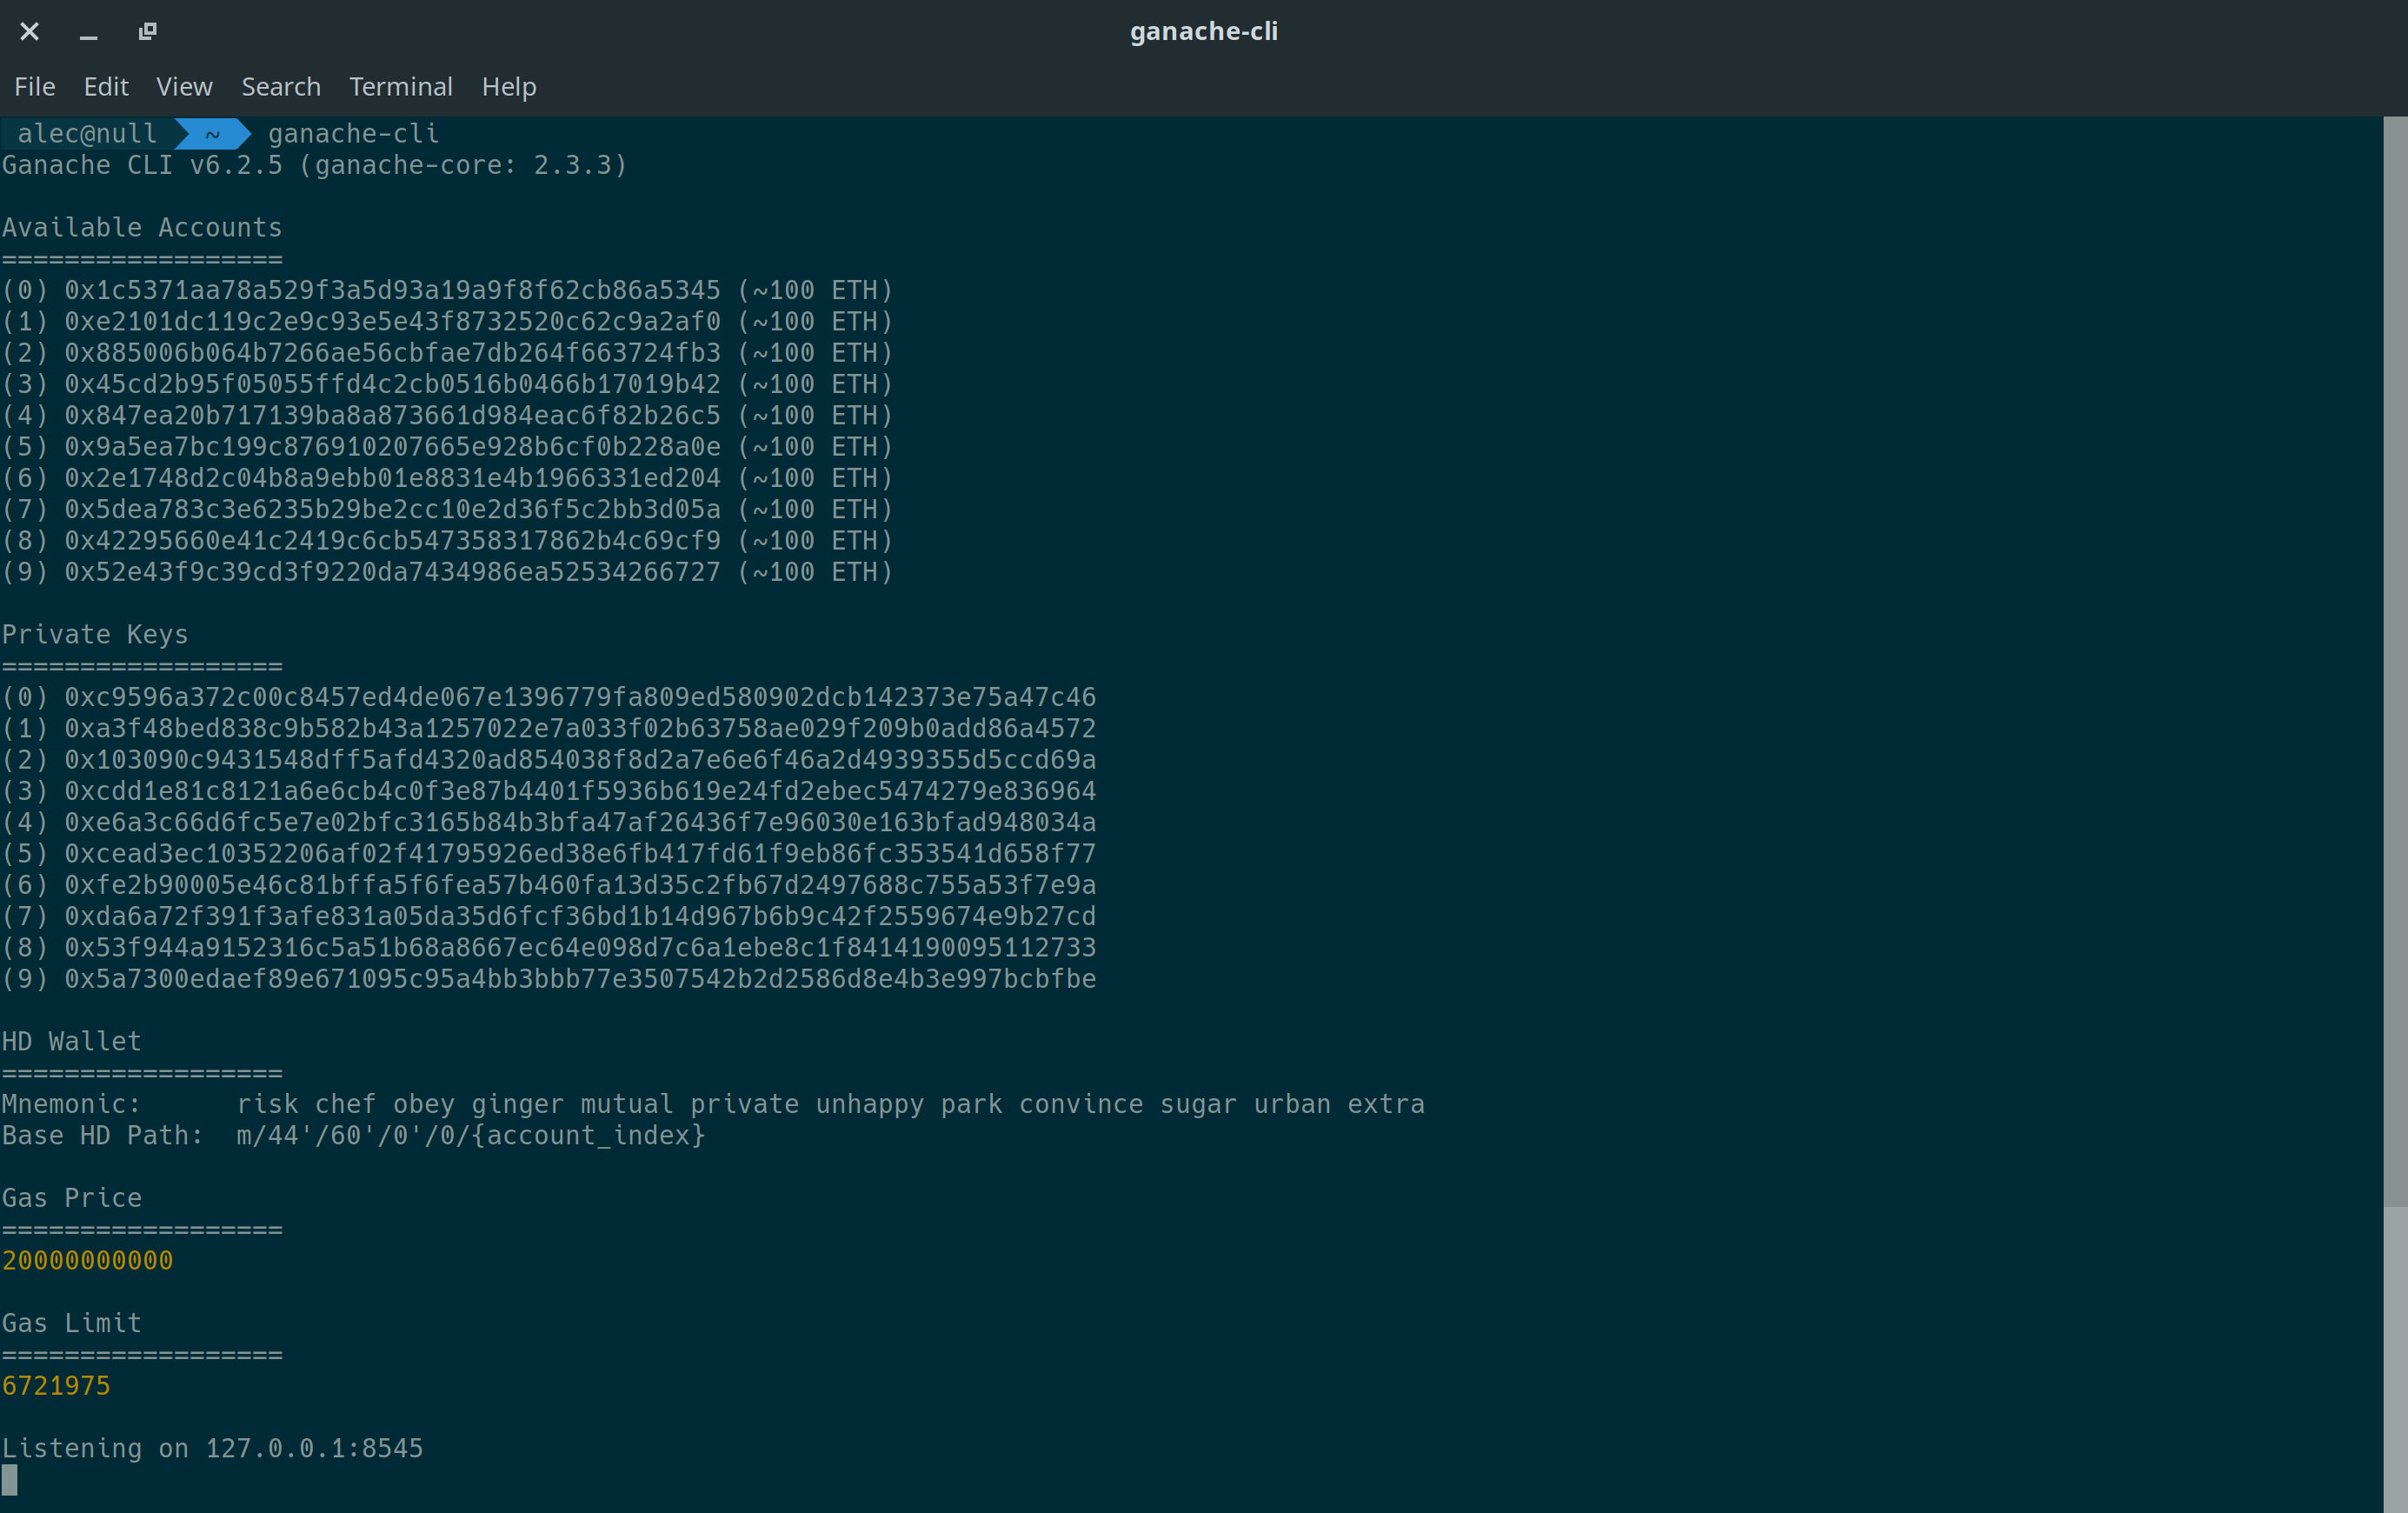 ganache-cli
File Edit View Search Terminal Help
alec@null ~ ganache-cli
Ganache CLI v6.2.5 (ganache-core: 2.3.3)
Available Accounts
==================
(0) 0x1c5371aa78a529f3a5d93a19a9f8f62cb86a5345 (~100 ETH)
(1) 0xe2101dc119c2e9c93e5e43f8732520c62c9a2af0 (~100 ETH)
(2) 0x885006b064b7266ae56cbfae7db264f663724fb3 (~100 ETH)
(3) 0x45cd2b95f05055ffd4c2cb0516b0466b17019b42 (~100 ETH)
(4) 0x847ea20b717139ba8a873661d984eac6f82b26c5 (~100 ETH)
(5) 0x9a5ea7bc199c876910207665e928b6cf0b228a0e (~100 ETH)
(6) 0x2e1748d2c04b8a9ebb01e8831e4b1966331ed204 (~100 ETH)
(7) 0x5dea783c3e6235b29be2cc10e2d36f5c2bb3d05a (~100 ETH)
(8) 0x42295660e41c2419c6cb547358317862b4c69cf9 (~100 ETH)
(9) 0x52e43f9c39cd3f9220da7434986ea52534266727 (~100 ETH)
Private Keys
==================
(0) 0xc9596a372c00c8457ed4de067e1396779fa809ed580902dcb142373e75a47c46
(1) 0xa3f48bed838c9b582b43a1257022e7a033f02b63758ae029f209b0add86a4572
(2) 0x103090c9431548dff5afd4320ad854038f8d2a7e6e6f46a2d4939355d5ccd69a
(3) 0xcdd1e81c8121a6e6cb4c0f3e87b4401f5936b619e24fd2ebec5474279e836964
(4) 0xe6a3c66d6fc5e7e02bfc3165b84b3bfa47af26436f7e96030e163bfad948034a
(5) 0xcead3ec10352206af02f41795926ed38e6fb417fd61f9eb86fc353541d658f77
(6) 0xfe2b90005e46c81bffa5f6fea57b460fa13d35c2fb67d2497688c755a53f7e9a
(7) 0xda6a72f391f3afe831a05da35d6fcf36bd1b14d967b6b9c42f2559674e9b27cd
(8) 0x53f944a9152316c5a51b68a8667ec64e098d7c6a1ebe8c1f8414190095112733
(9) 0x5a7300edaef89e671095c95a4bb3bbb77e3507542b2d2586d8e4b3e997bcbfbe
HD Wallet
==================
Mnemonic:      risk chef obey ginger mutual private unhappy park convince sugar urban extra
Base HD Path:  m/44'/60'/0'/0/{account_index}
Gas Price
==================
20000000000
Gas Limit
==================
6721975
Listening on 127.0.0.1:8545